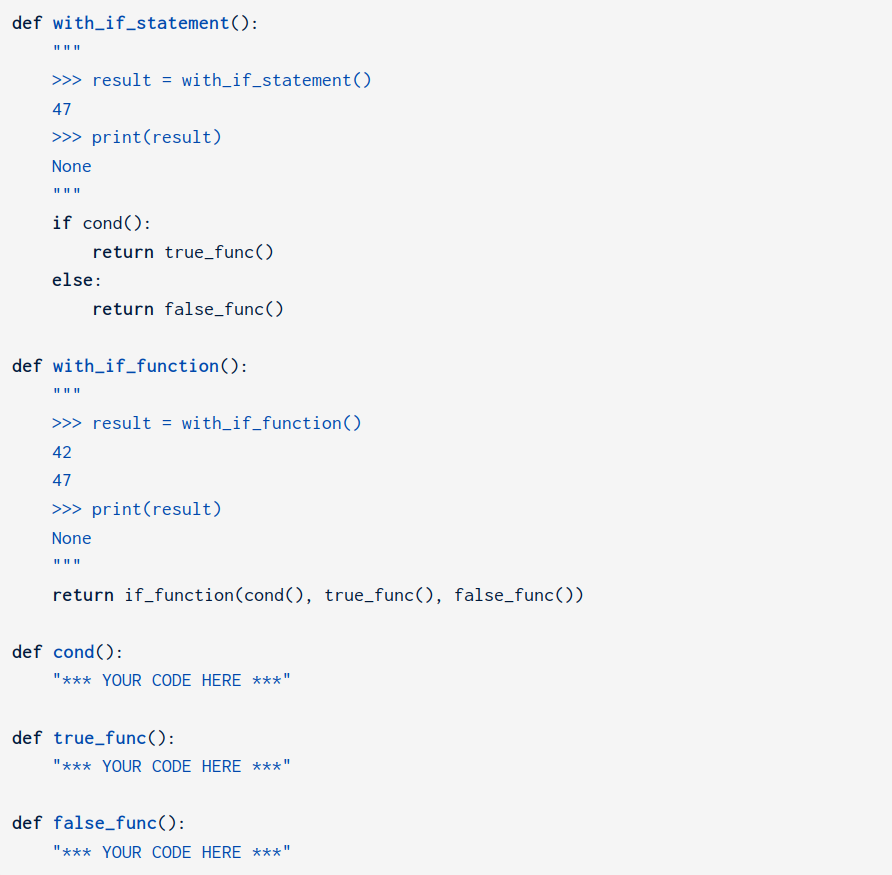 def with_if_statement():
    """
    >>> result = with_if_statement()
    47
    >>> print(result)
    None
    """
    if cond():
        return true_func()
    else:
        return false_func()

def with_if_function():
    """
    >>> result = with_if_function()
    42
    47
    >>> print(result)
    None
    """
    return if_function(cond(), true_func(), false_func())

def cond():
    "*** YOUR CODE HERE ***"

def true_func():
    "*** YOUR CODE HERE ***"

def false_func():
    "*** YOUR CODE HERE ***"